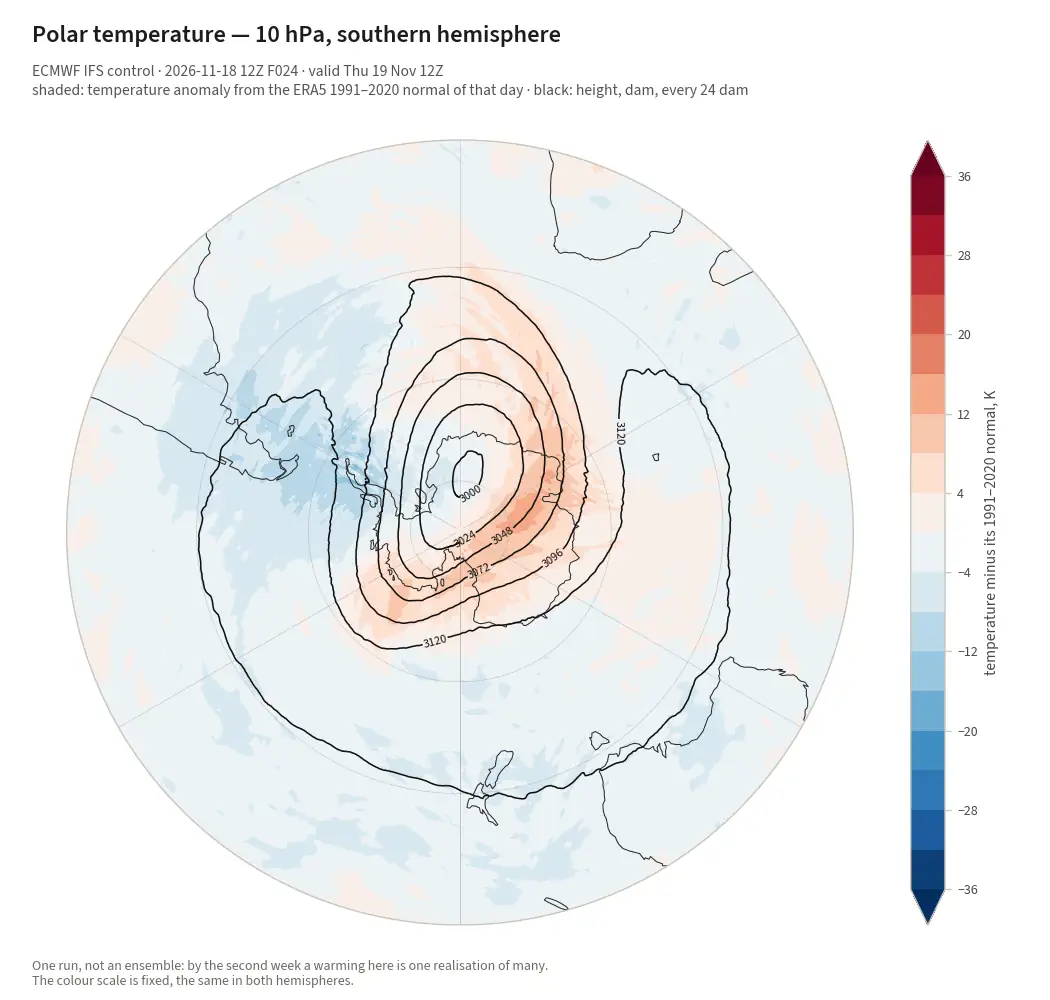 Polar temperature — 10 hPa, southern hemisphere
ECMWF IFS control · 2026-11-18 12Z F024 · valid Thu 19 Nov 12Z
shaded: temperature anomaly from the ERA5 1991–2020 normal of that day · black: height, dam, every 24 dam
36
28
20
12
4
−4
−12
−20
−28
−36
temperature minus its 1991–2020 normal, K
3120
3000
3024
3048
3072
3096
3120
One run, not an ensemble: by the second week a warming here is one realisation of many.
The colour scale is fixed, the same in both hemispheres.